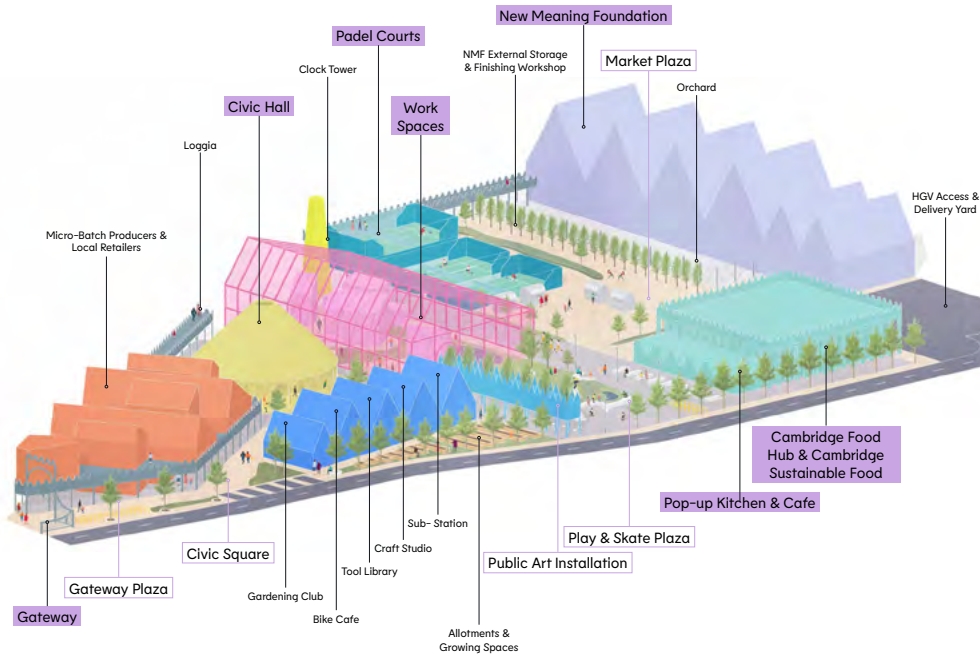 New Meaning Foundation
Padel Courts
NMF External Storage
& Finishing Workshop
Market Plaza
Clock Tower
Orchard
Civic Hall
Work
Spaces
Loggia
HGV Access &
Delivery Yard
Micro-Batch Producers &
Local Retailers
Cambridge Food
Hub & Cambridge
Sustainable Food
Pop-up Kitchen & Cafe
Sub- Station
Play & Skate Plaza
Craft Studio
Civic Square
Public Art Installation
Tool Library
Gateway Plaza
Gardening Club
Gateway
Bike Cafe
Allotments &
Growing Spaces